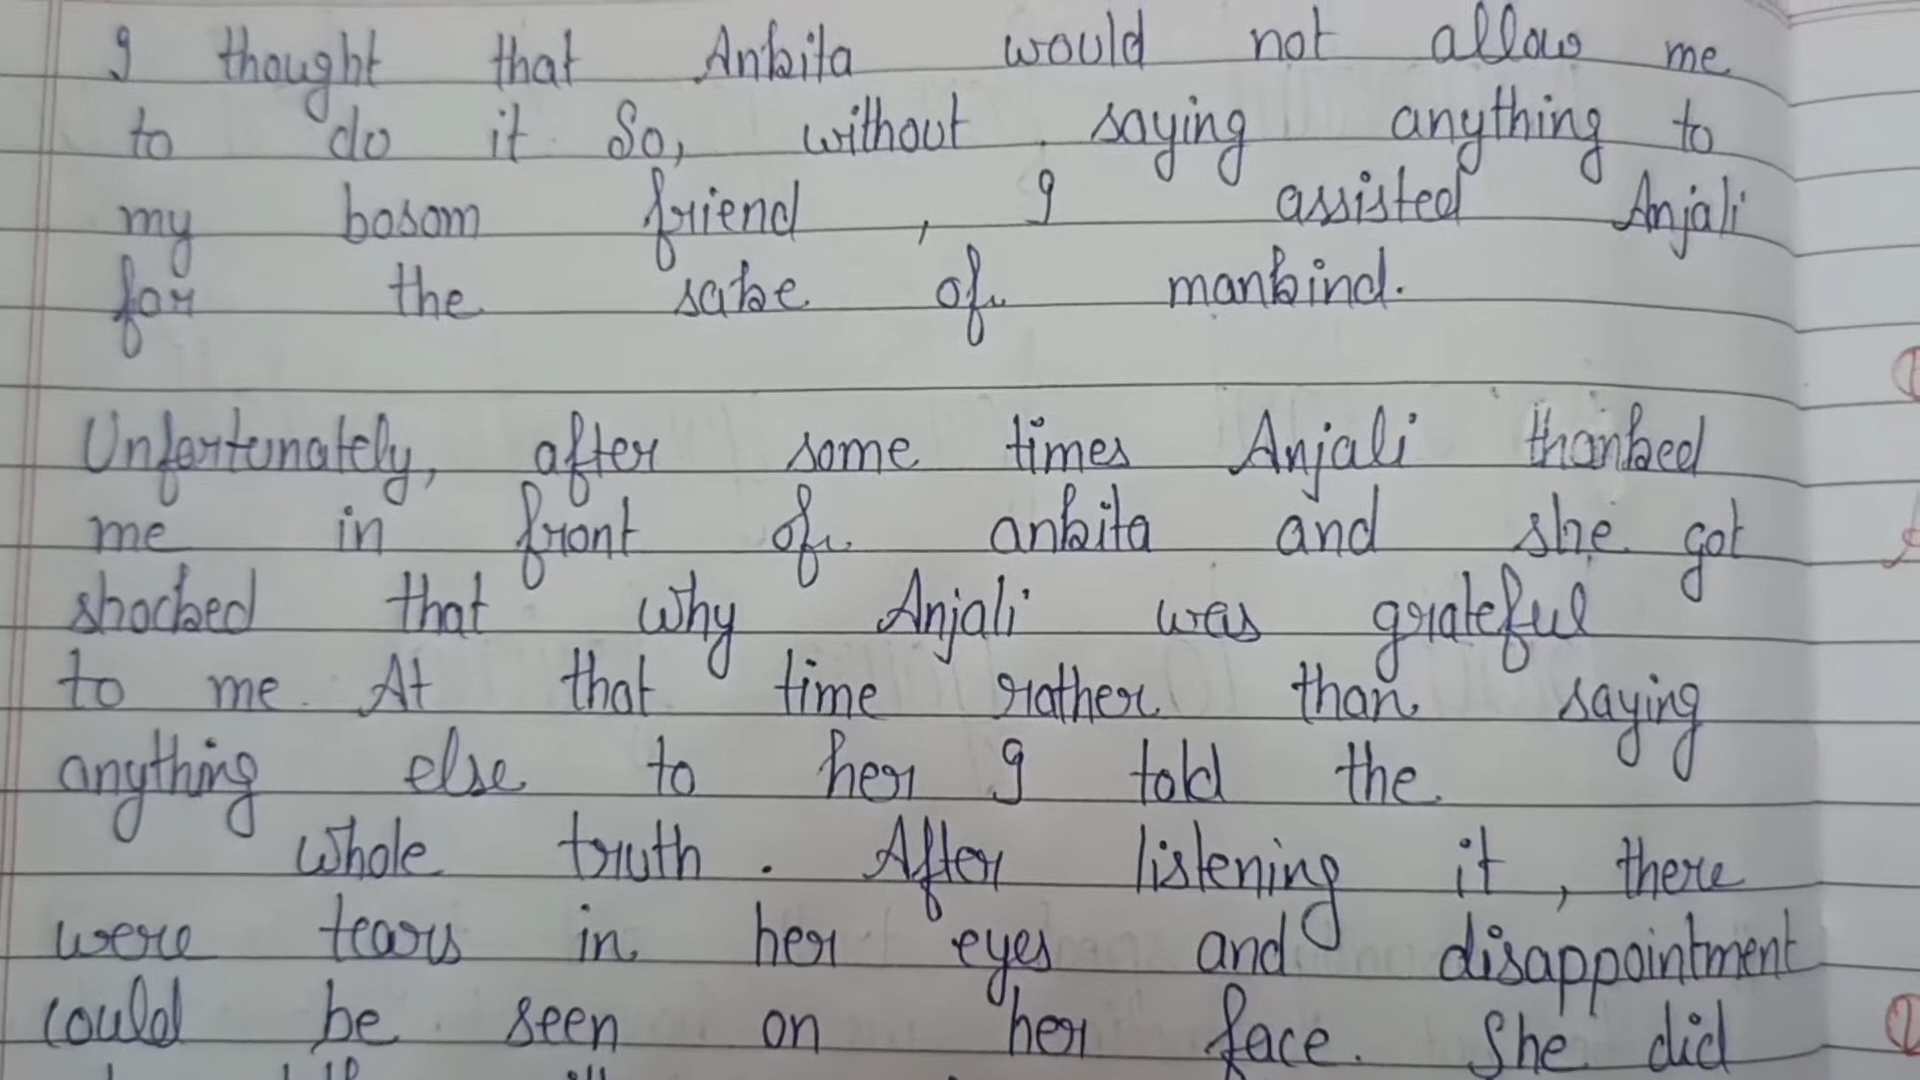 I thought that Ankita would not allow me
to do it So, without saying anything to
my bosom friend, I assisted Anjali
for the sake of mankind.
Unfortunately, after some times Anjali thanked
me in front of ankita and she got
shocked that why Anjali was grateful
to me. At that time rather than saying
anything else to her I told the
whole truth. After listening it, there
were tears in her eyes and disappointment
could be seen on her face. She did